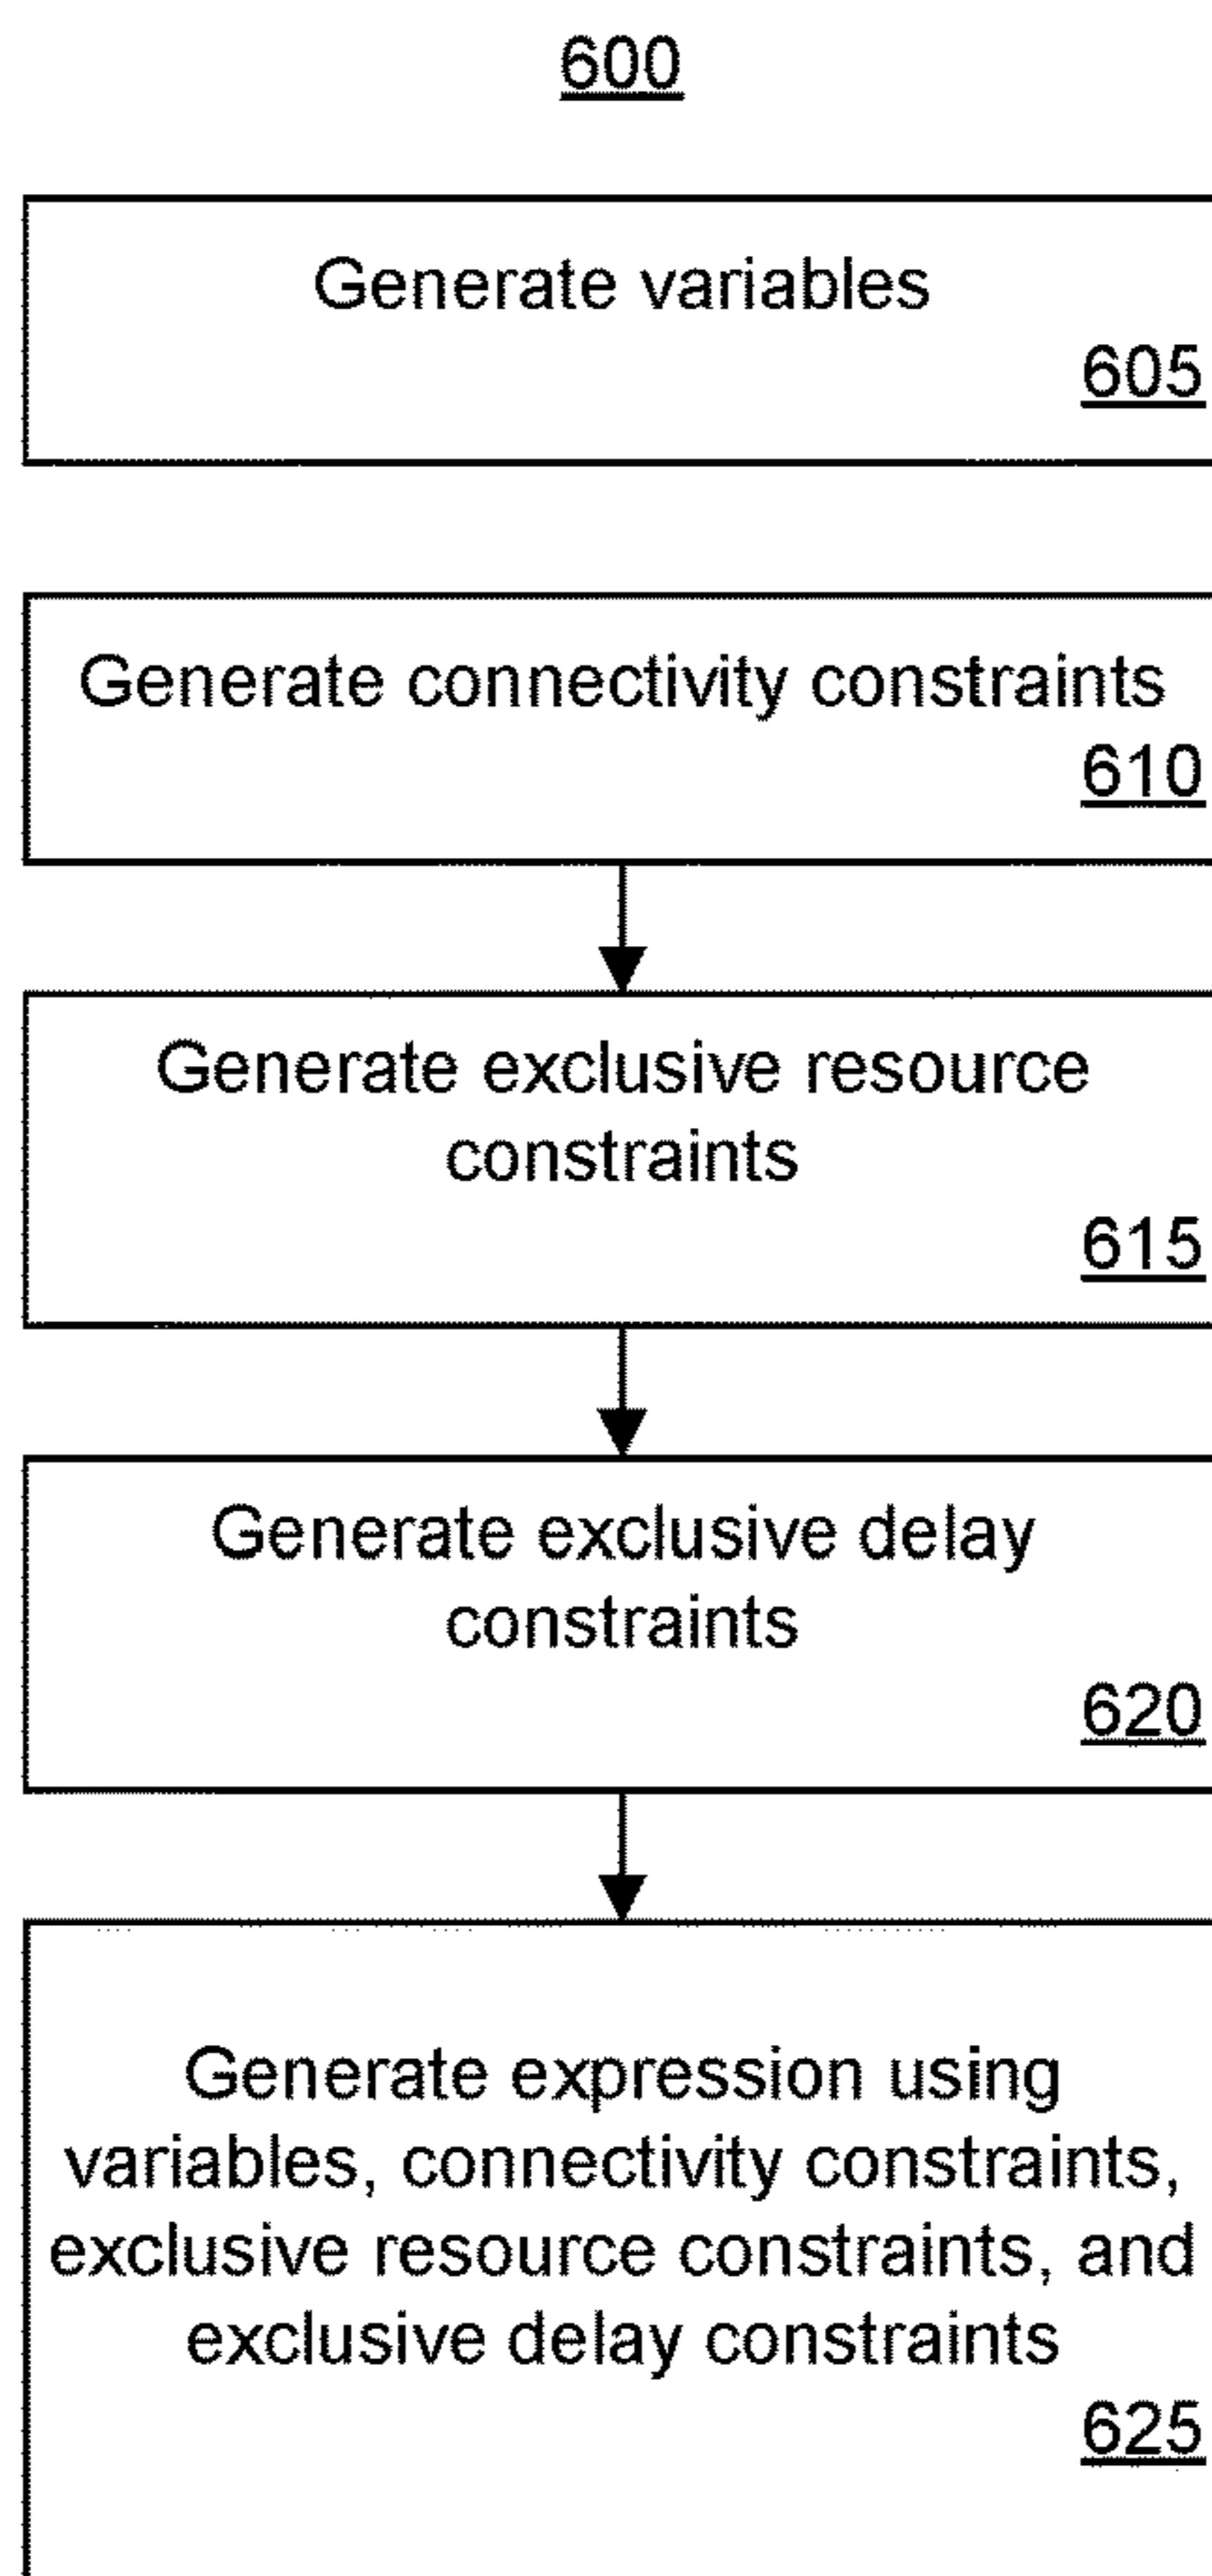 600
Generate variables
605
Generate connectivity constraints
610
Generate exclusive resource
constraints
615
Generate exclusive delay
constraints
620
Generate expression using
variables, connectivity constraints,
exclusive resource constraints, and
exclusive delay constraints
625